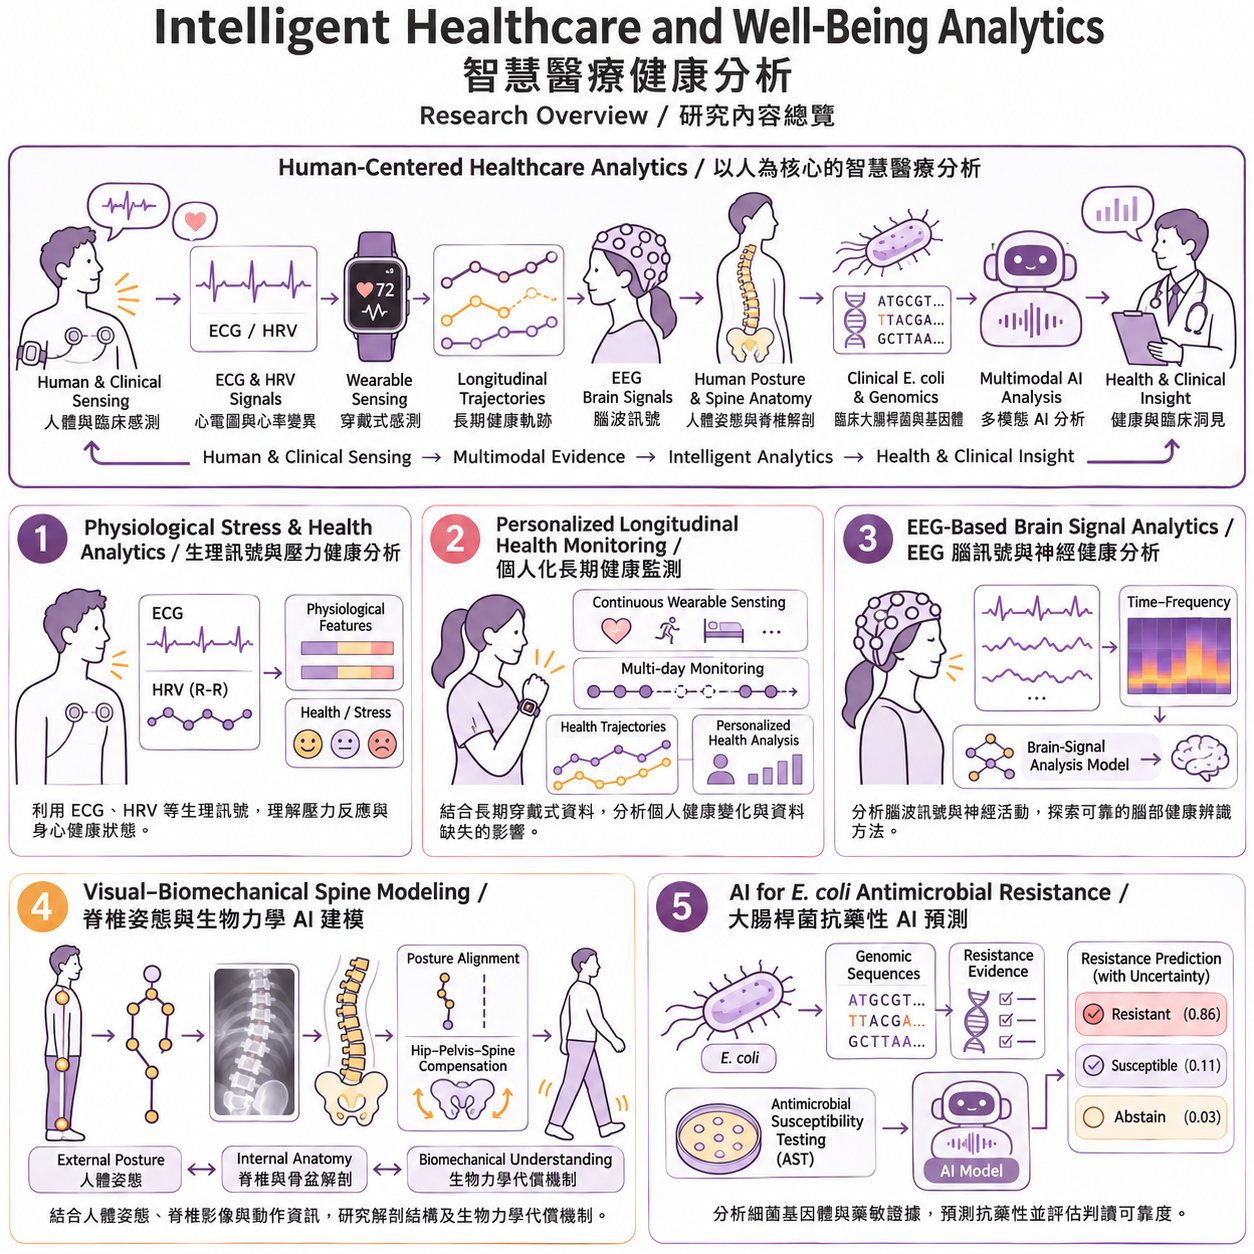 Intelligent Healthcare and Well-Being Analytics
智慧醫療健康分析
Research Overview / 研究內容總覽
Human-Centered Healthcare Analytics / 以人為核心的智慧醫療分析
ECG / HRV
72
ATGCGT...
TTACGA...
GCTTAA...
Human & Clinical
Sensing
人體與臨床感測
ECG & HRV
Signals
心電圖與心率變異
Wearable
Sensing
穿戴式感測
Longitudinal
Trajectories
長期健康軌跡
EEG
Brain Signals
腦波訊號
Human Posture
& Spine Anatomy
人體姿態與脊椎解剖
Clinical E. coli
& Genomics
臨床大腸桿菌與基因體
Multimodal AI
Analysis
多模態 AI 分析
Health & Clinical
Insight
健康與臨床洞見
Human & Clinical Sensing → Multimodal Evidence → Intelligent Analytics → Health & Clinical Insight
1
Physiological Stress & Health
Analytics / 生理訊號與壓力健康分析
ECG
HRV (R-R)
Physiological
Features
Health / Stress
利用 ECG、HRV 等生理訊號，理解壓力反應與
身心健康狀態。
2
Personalized Longitudinal
Health Monitoring /
個人化長期健康監測
Continuous Wearable Sensting
...
Multi-day Monitoring
Health Trajectories
Personalized
Health Analysis
結合長期穿戴式資料，分析個人健康變化與資料
缺失的影響。
3
EEG-Based Brain Signal Analytics /
EEG 腦訊號與神經健康分析
...
Time-Frequency
Brain-Signal
Analysis Model
分析腦波訊號與神經活動，探索可靠的腦部健康辨識
方法。
4
Visual-Biomechanical Spine Modeling /
脊椎姿態與生物力學 AI 建模
Posture Alignment
Hip-Pelvis-Spine
Compensation
External Posture
人體姿態
Internal Anatomy
脊椎與骨盆解剖
Biomechanical Understanding
生物力學代償機制
結合人體姿態、脊椎影像與動作資訊，研究解剖結構及生物力學代償機制。
5
AI for E. coli Antimicrobial Resistance /
大腸桿菌抗藥性 AI 預測
E. coli
Genomic
Sequences
ATGCGT...
TTACGA...
GCTTAA...
Resistance
Evidence
Antimicrobial
Susceptibility
Testing
(AST)
AI Model
Resistance Prediction
(with Uncertainty)
Resistant (0.86)
Susceptible (0.11)
Abstain (0.03)
分析細菌基因體與藥敏證據，預測抗藥性並評估判讀可靠度。